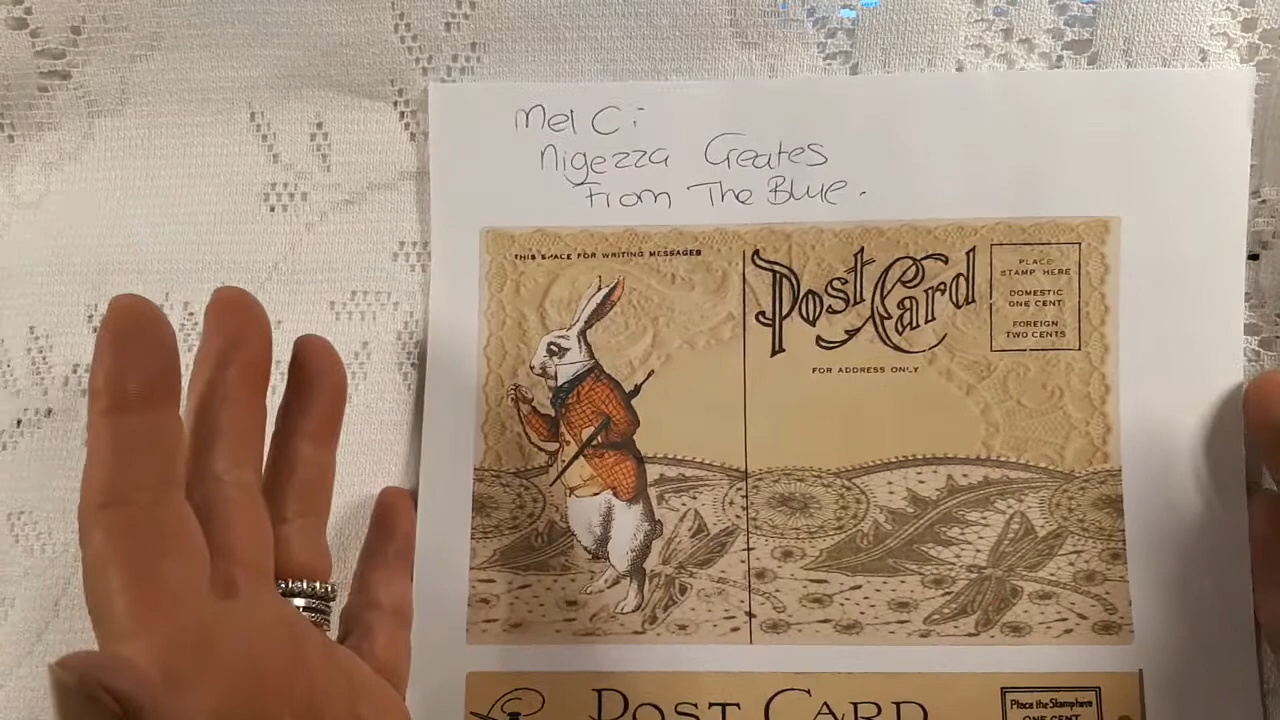 Mel C:
Nigezza Creates
From The Blue.
THIS SPACE FOR WRITING MESSAGES
Post Card
PLACE
STAMP HERE
DOMESTIC
ONE CENT
FOREIGN
TWO CENTS
FOR ADDRESS ONLY
POST CARD
Place the Stamp here
ONE CENT